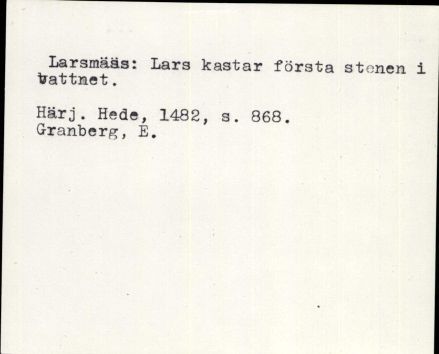 Larsmääs: Lars kastar första stenen i
vattnet.
Härj. Hede, 1482, s. 868.
Granberg, E.